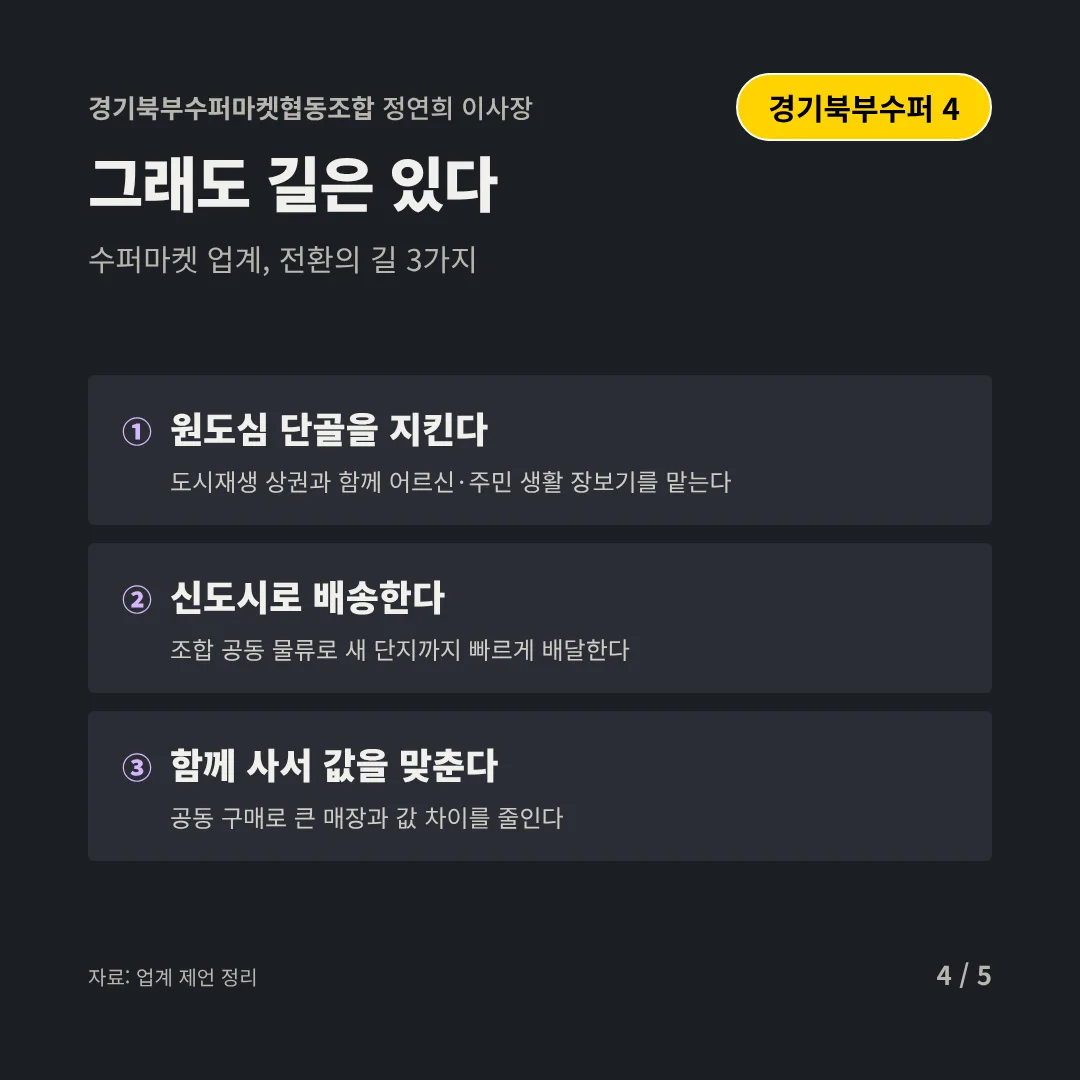 경기북부수퍼마켓협동조합 정연희 이사장
경기북부수퍼 4
그래도 길은 있다
수퍼마켓 업계, 전환의 길 3가지
① 원도심 단골을 지킨다
도시재생 상권과 함께 어르신·주민 생활 장보기를 맡는다
② 신도시로 배송한다
조합 공동 물류로 새 단지까지 빠르게 배달한다
③ 함께 사서 값을 맞춘다
공동 구매로 큰 매장과 값 차이를 줄인다
자료: 업계 제언 정리
4 / 5